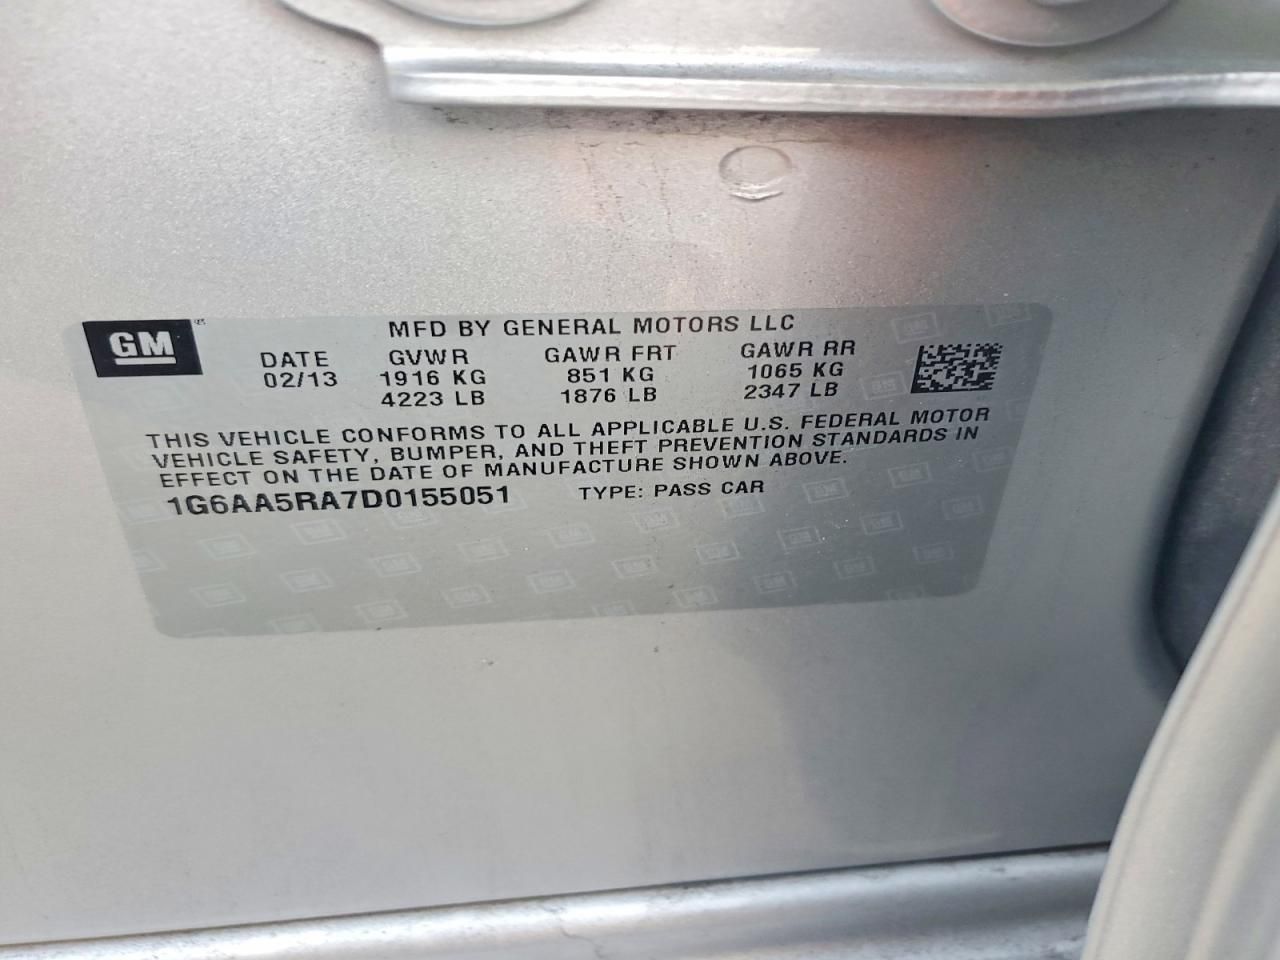 GM
MFD BY GENERAL MOTORS LLC
DATE GVWR GAWR FRT GAWR RR
02/13 1916 KG 851 KG 1065 KG
4223 LB 1876 LB 2347 LB
THIS VEHICLE CONFORMS TO ALL APPLICABLE U.S. FEDERAL MOTOR
VEHICLE SAFETY, BUMPER, AND THEFT PREVENTION STANDARDS IN
EFFECT ON THE DATE OF MANUFACTURE SHOWN ABOVE.
1G6AA5RA7D0155051 TYPE: PASS CAR